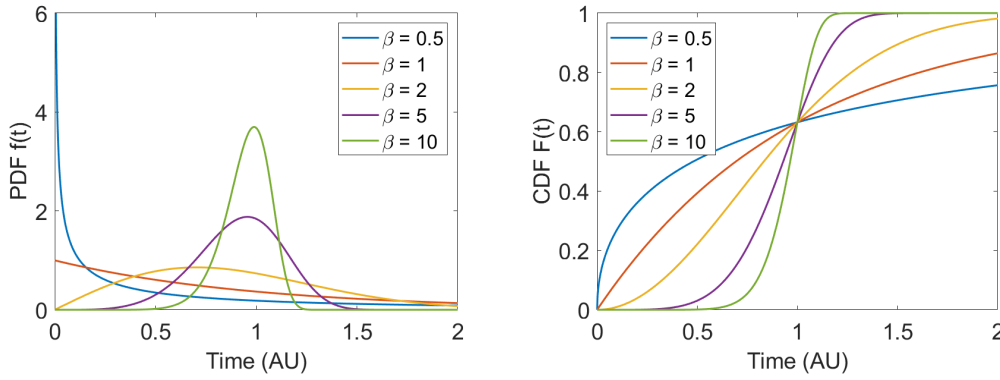 PDF f(t)
6
4
2
0
β = 0.5
β = 1
β = 2
β = 5
β = 10
0 0.5 1 1.5 2
Time (AU)
CDF F(t)
1
0.8
0.6
0.4
0.2
0
β = 0.5
β = 1
β = 2
β = 5
β = 10
0 0.5 1 1.5 2
Time (AU)